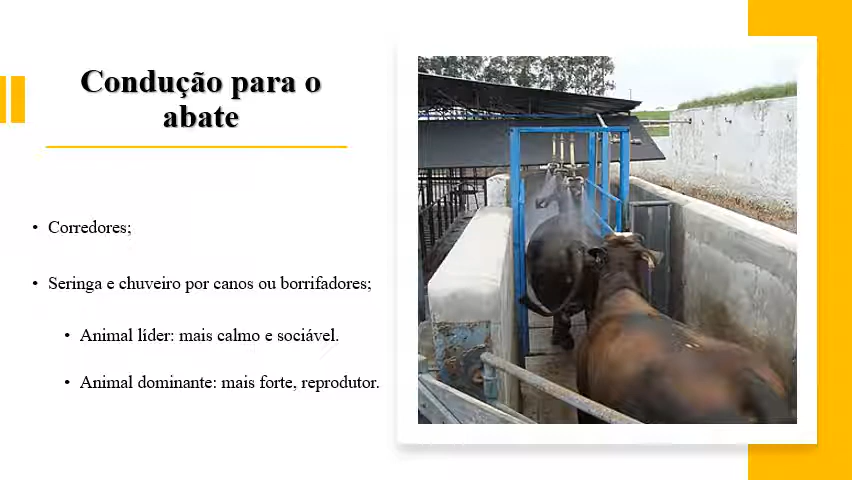 Condução para o
abate
• Corredores;
• Seringa e chuveiro por canos ou borrifadores;
• Animal líder: mais calmo e sociável.
• Animal dominante: mais forte, reprodutor.